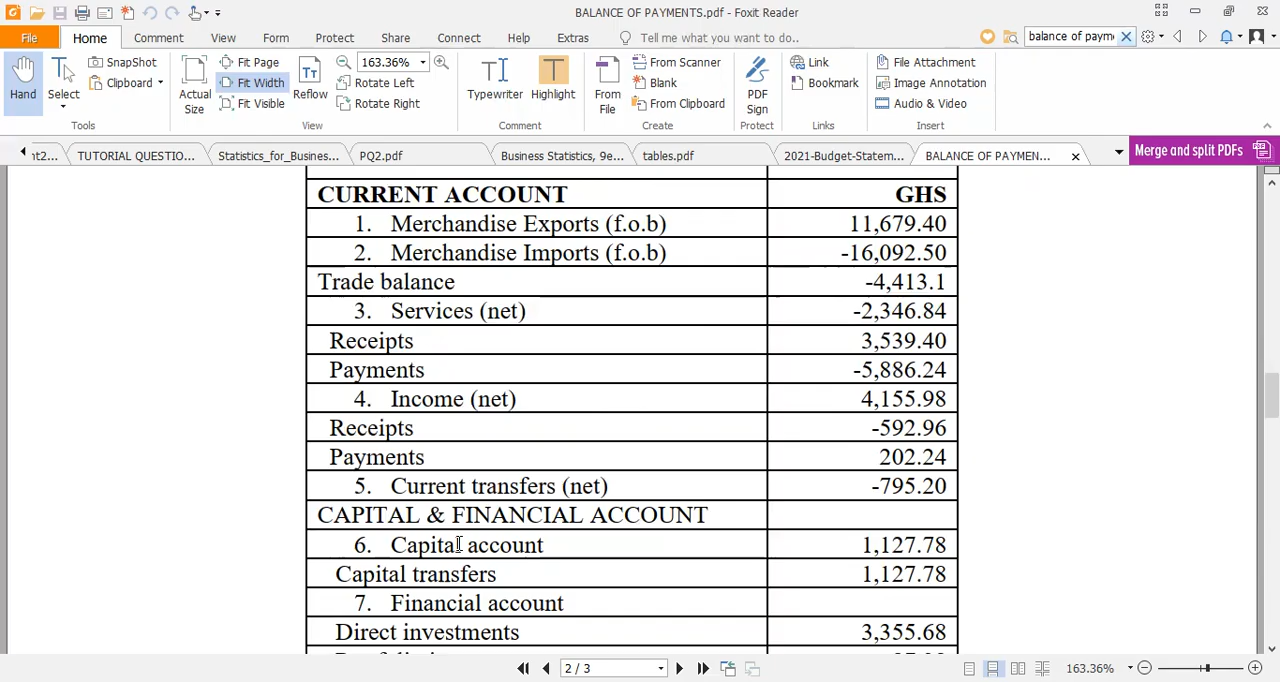 BALANCE OF PAYMENTS.pdf - Foxit Reader
File Home Comment View Form Protect Share Connect Help Extras Tell me what you want to do... balance of paym
Hand
Select
SnapShot
Clipboard
Actual Size
Fit Page
Fit Width
Fit Visible
Reflow
163.36%
Rotate Left
Rotate Right
Typewriter
Highlight
From File
From Scanner
Blank
From Clipboard
PDF Sign
Link
Bookmark
File Attachment
Image Annotation
Audio & Video
Tools View Comment Create Protect Links Insert
nt2... TUTORIAL QUESTIO... Statistics_for_Busines... PQ2.pdf Business Statistics, 9e... tables.pdf 2021-Budget-Statem... BALANCE OF PAYMEN... Merge and split PDFs
CURRENT ACCOUNT GHS
1. Merchandise Exports (f.o.b) 11,679.40
2. Merchandise Imports (f.o.b) -16,092.50
Trade balance -4,413.1
3. Services (net) -2,346.84
Receipts 3,539.40
Payments -5,886.24
4. Income (net) 4,155.98
Receipts -592.96
Payments 202.24
5. Current transfers (net) -795.20
CAPITAL & FINANCIAL ACCOUNT
6. Capital account 1,127.78
Capital transfers 1,127.78
7. Financial account
Direct investments 3,355.68
2 / 3 163.36%